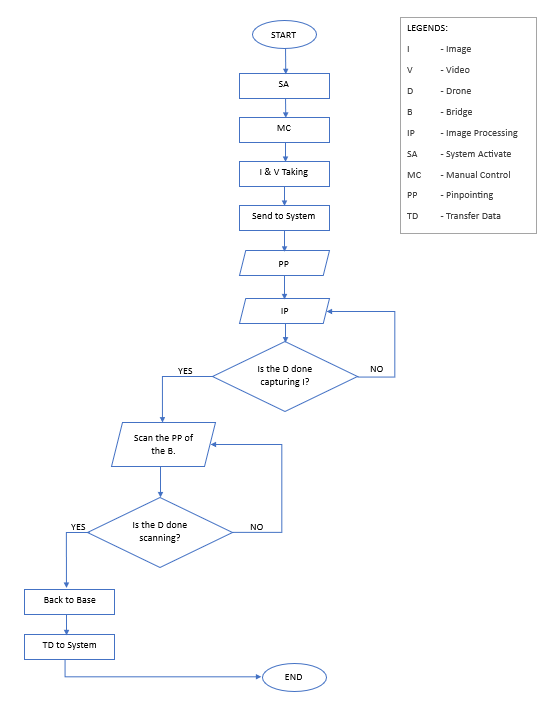 START
LEGENDS:
I - Image
V - Video
D - Drone
B - Bridge
IP - Image Processing
SA - System Activate
MC - Manual Control
PP - Pinpointing
TD - Transfer Data
SA
MC
I & V Taking
Send to System
PP
IP
Is the D done
capturing I?
YES
NO
Scan the PP of
the B.
Is the D done
scanning?
YES
NO
Back to Base
TD to System
END